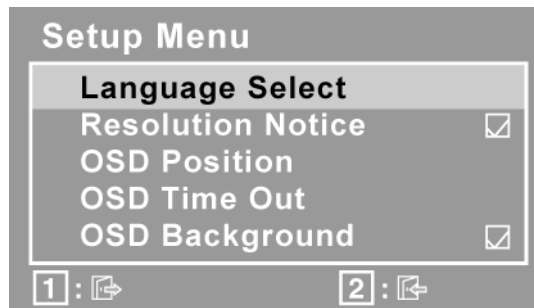 Setup Menu
Language Select
Resolution Notice
OSD Position
OSD Time Out
OSD Background
1 : 2 :